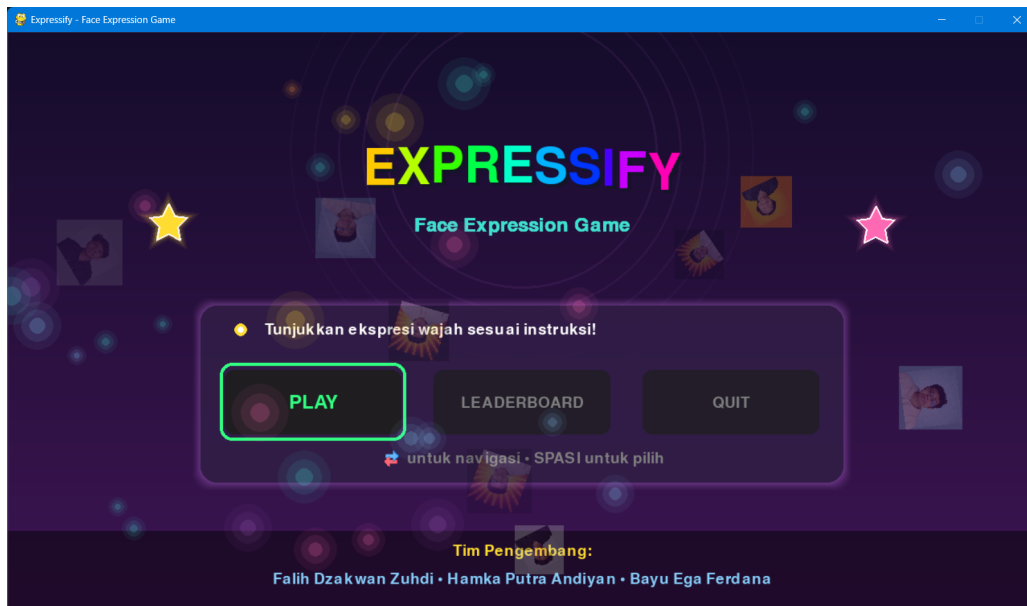 Expressify - Face Expression Game
EXPRESSIFY
Face Expression Game
Tunjukkan ekspresi wajah sesuai instruksi!
PLAY LEADERBOARD QUIT
untuk navigasi • SPASI untuk pilih
Tim Pengembang:
Falih Dzakwan Zuhdi • Hamka Putra Andiyan • Bayu Ega Ferdana